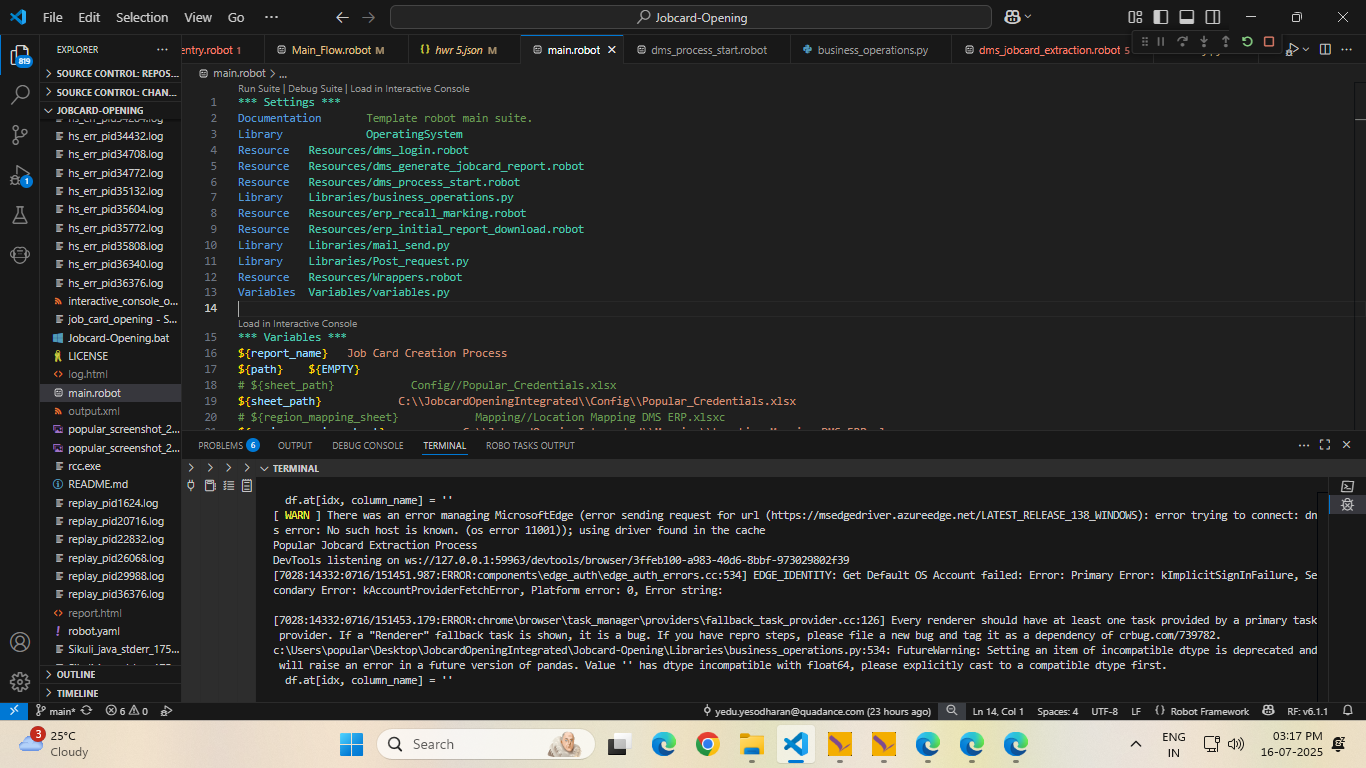 File Edit Selection View Go ··· Jobcard-Opening
EXPLORER ···
entry.robot 1 Main_Flow.robot M hwr 5.json M main.robot dms_process_start.robot business_operations.py dms_jobcard_extraction.robot 5
819
SOURCE CONTROL: REPOS...
SOURCE CONTROL: CHAN...
JOBCARD-OPENING
hs_err_pid34432.log
hs_err_pid34708.log
hs_err_pid34772.log
hs_err_pid35132.log
hs_err_pid35604.log
hs_err_pid35772.log
hs_err_pid35808.log
hs_err_pid36340.log
hs_err_pid36376.log
interactive_console_o...
job_card_opening - S...
Jobcard-Opening.bat
LICENSE
log.html
main.robot
output.xml
popular_screenshot_2...
popular_screenshot_2...
rcc.exe
README.md
replay_pid1624.log
replay_pid20716.log
replay_pid22832.log
replay_pid26068.log
replay_pid29988.log
replay_pid36376.log
report.html
robot.yaml
Sikuli_java_stderr_175...
OUTLINE
TIMELINE
1
main.robot > ...
Run Suite | Debug Suite | Load in Interactive Console
1 *** Settings ***
2 Documentation Template robot main suite.
3 Library OperatingSystem
4 Resource Resources/dms_login.robot
5 Resource Resources/dms_generate_jobcard_report.robot
6 Resource Resources/dms_process_start.robot
7 Library Libraries/business_operations.py
8 Resource Resources/erp_recall_marking.robot
9 Resource Resources/erp_initial_report_download.robot
10 Library Libraries/mail_send.py
11 Library Libraries/Post_request.py
12 Resource Resources/Wrappers.robot
13 Variables Variables/variables.py
14
Load in Interactive Console
15 *** Variables ***
16 ${report_name} Job Card Creation Process
17 ${path} ${EMPTY}
18 # ${sheet_path} Config//Popular_Credentials.xlsx
19 ${sheet_path} C:\\JobcardOpeningIntegrated\\Config\\Popular_Credentials.xlsx
20 # ${region_mapping_sheet} Mapping//Location Mapping DMS ERP.xlsxc
PROBLEMS 6 OUTPUT DEBUG CONSOLE TERMINAL ROBO TASKS OUTPUT
TERMINAL
df.at[idx, column_name] = ''
[ WARN ] There was an error managing MicrosoftEdge (error sending request for url (https://msedgedriver.azureedge.net/LATEST_RELEASE_138_WINDOWS): error trying to connect: dn
s error: No such host is known. (os error 11001)); using driver found in the cache
Popular Jobcard Extraction Process
DevTools listening on ws://127.0.0.1:59963/devtools/browser/3ffeb100-a983-40d6-8bbf-973029802f39
[7028:14332:0716/151451.987:ERROR:components\edge_auth\edge_auth_errors.cc:534] EDGE_IDENTITY: Get Default OS Account failed: Error: Primary Error: kImplicitSignInFailure, Se
condary Error: kAccountProviderFetchError, Platform error: 0, Error string:
[7028:14332:0716/151453.179:ERROR:chrome\browser\task_manager\providers\fallback_task_provider.cc:126] Every renderer should have at least one task provided by a primary task
provider. If a "Renderer" fallback task is shown, it is a bug. If you have repro steps, please file a new bug and tag it as a dependency of crbug.com/739782.
c:\Users\popular\Desktop\JobcardOpeningIntegrated\Jobcard-Opening\Libraries\business_operations.py:534: FutureWarning: Setting an item of incompatible dtype is deprecated and
will raise an error in a future version of pandas. Value '' has dtype incompatible with float64, please explicitly cast to a compatible dtype first.
df.at[idx, column_name] = ''
main* 6 0 yedu.yesodharan@quadance.com (23 hours ago) Ln 14, Col 1 Spaces: 4 UTF-8 LF Robot Framework RF: v6.1.1
3 25°C
Cloudy
Search
ENG
IN
03:17 PM
16-07-2025